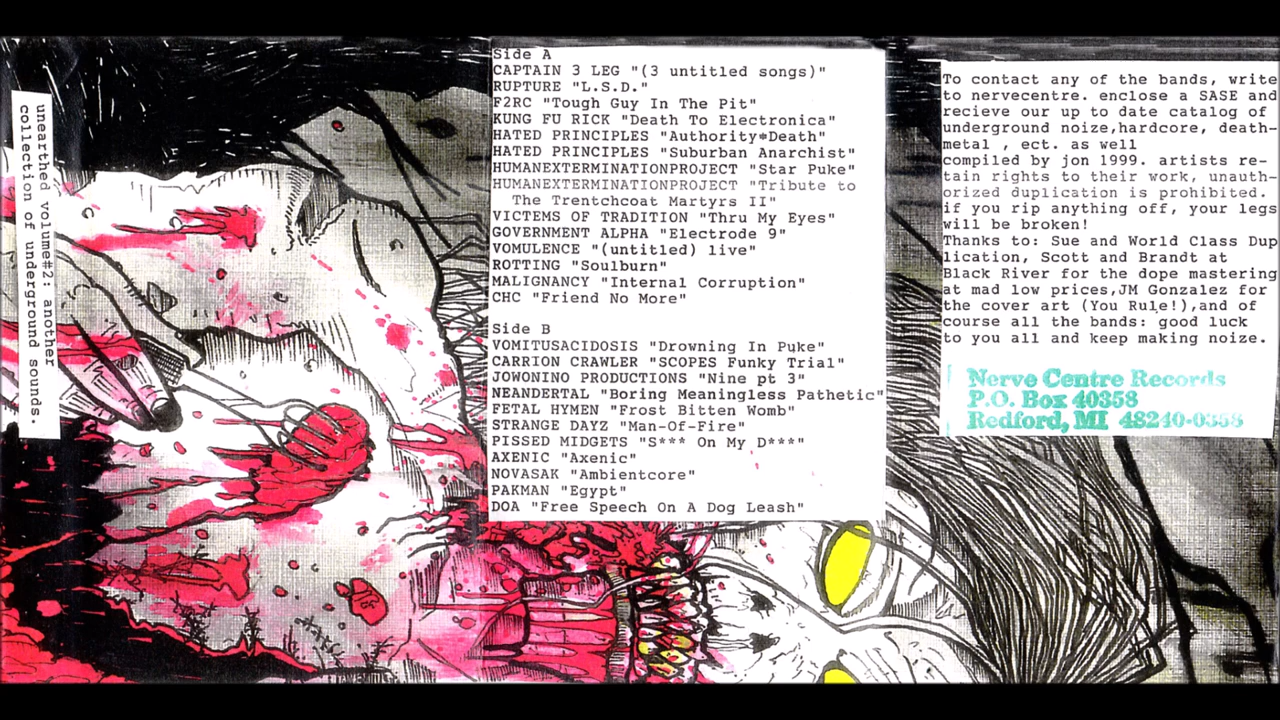 unearthed volume#2: another
collection of underground sounds.
Side A
CAPTAIN 3 LEG "(3 untitled songs)"
RUPTURE "L.S.D."
F2RC "Tough Guy In The Pit"
KUNG FU RICK "Death To Electronica"
HATED PRINCIPLES "Authority=Death"
HATED PRINCIPLES "Suburban Anarchist"
HUMANEXTERMINATIONPROJECT "Star Puke"
HUMANEXTERMINATIONPROJECT "Tribute to
The Trentchcoat Martyrs II"
VICTEMS OF TRADITION "Thru My Eyes"
GOVERNMENT ALPHA "Electrode 9"
VOMULENCE "(untitled) live"
ROTTING "Soulburn"
MALIGNANCY "Internal Corruption"
CHC "Friend No More"
Side B
VOMITUSACIDOSIS "Drowning In Puke"
CARRION CRAWLER "SCOPES Funky Trial"
JOWONINO PRODUCTIONS "Nine pt 3"
NEANDERTAL "Boring Meaningless Pathetic"
FETAL HYMEN "Frost Bitten Womb"
STRANGE DAYZ "Man-Of-Fire"
PISSED MIDGETS "S*** On My D***"
AXENIC "Axenic"
NOVASAK "Ambientcore"
PAKMAN "Egypt"
DOA "Free Speech On A Dog Leash"
To contact any of the bands, write
to nervecentre. enclose a SASE and
recieve our up to date catalog of
underground noize,hardcore, death-
metal , ect. as well
compiled by jon 1999. artists re-
tain rights to their work, unauth-
orized duplication is prohibited.
if you rip anything off, your legs
will be broken!
Thanks to: Sue and World Class Dup
lication, Scott and Brandt at
Black River for the dope mastering
at mad low prices,JM Gonzalez for
the cover art (You Rule!),and of
course all the bands: good luck
to you all and keep making noize.
Nerve Centre Records
P.O. Box 40358
Redford, MI 48240-0358